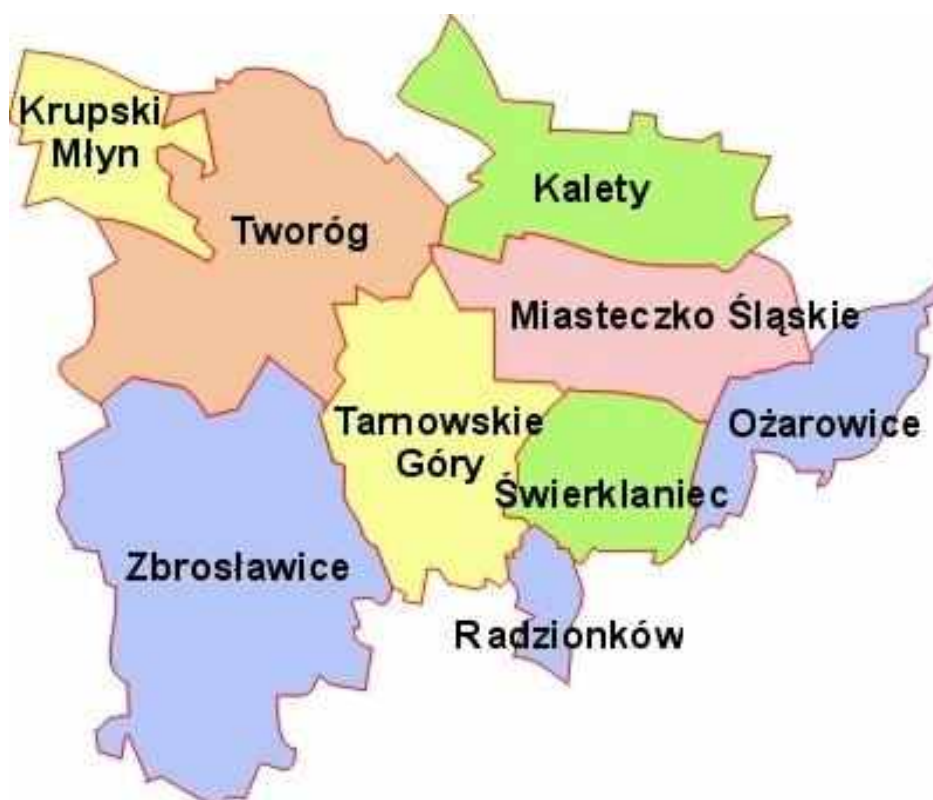 Krupski
Młyn
Kalety
Tworóg
Miasteczko Śląskie
Tarnowskie
Góry
Ożarowice
Świerklaniec
Zbrosławice
Radzionków